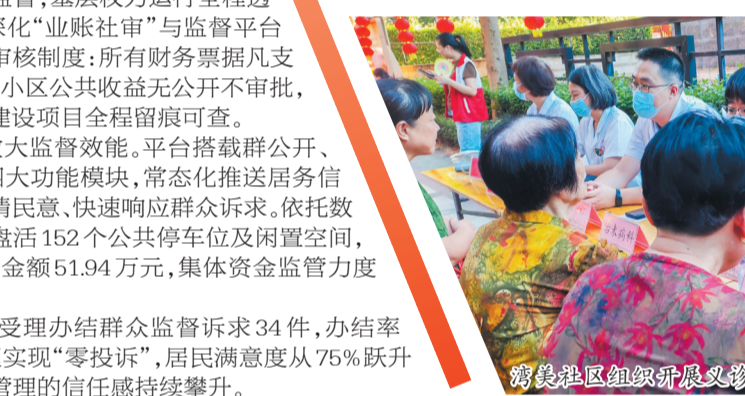 监督,基层权力运行全程透
深化“业账社审”与监督平台
审核制度:所有财务票据凡支
小区公共收益无公开不审批,
建设项目全程留痕可查。
大监督效能。平台搭载群公开、
四大功能模块,常态化推送居务信
情民意、快速响应群众诉求。依托数
盘活152个公共停车位及闲置空间,
金额51.94万元,集体资金监管力度
受理办结群众监督诉求34件,办结率
实现“零投诉”,居民满意度从75%跃升
管理的信任感持续攀升。
湾美社区组织开展义诊